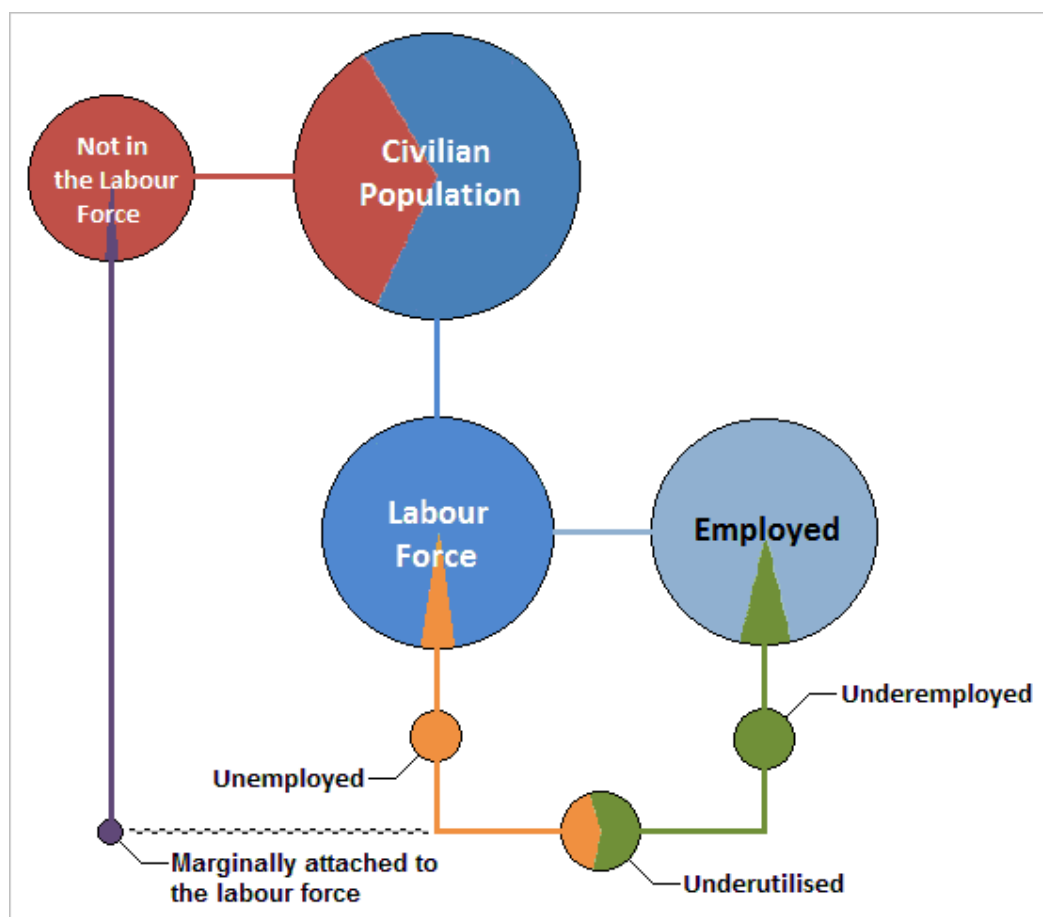 Civilian
Population
Not in
the Labour
Force
Labour
Force
Employed
Underemployed
Unemployed
Marginally attached to
the labour force
Underutilised